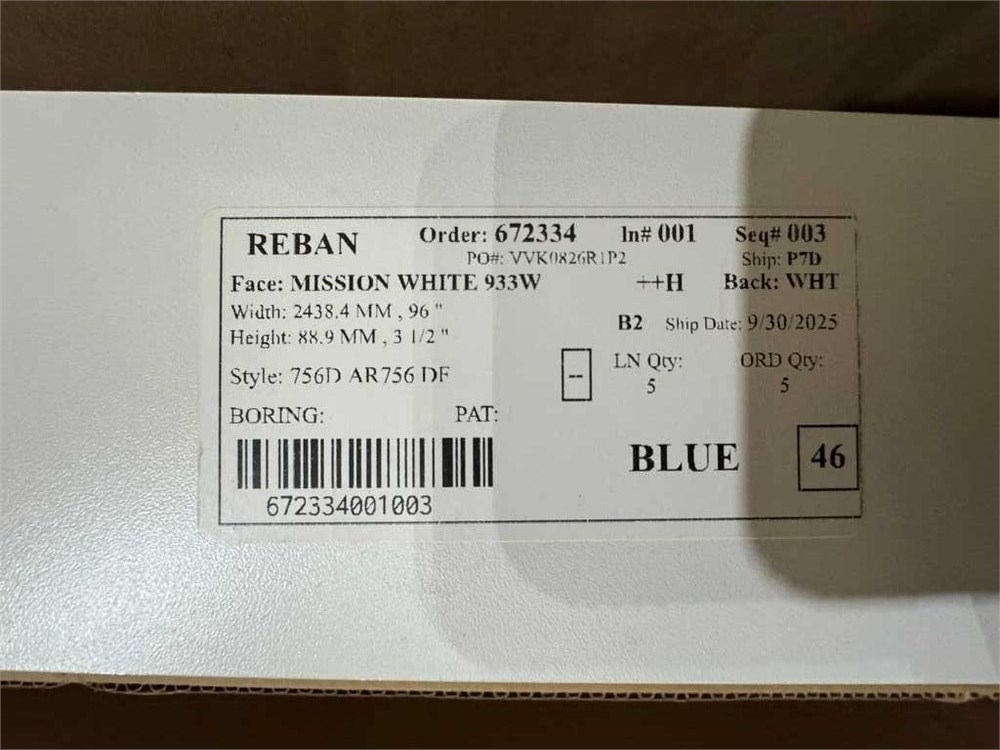 REBAN Order: 672334 ln# 001 Seq# 003
PO#: VVK0826R1P2 Ship: P7D
Face: MISSION WHITE 933W ++H Back: WHT
Width: 2438.4 MM , 96 "
B2 Ship Date: 9/30/2025
Height: 88.9 MM , 3 1/2 "
LN Qty: ORD Qty:
Style: 756D AR756 DF -- 5 5
BORING: PAT:
BLUE 46
672334001003